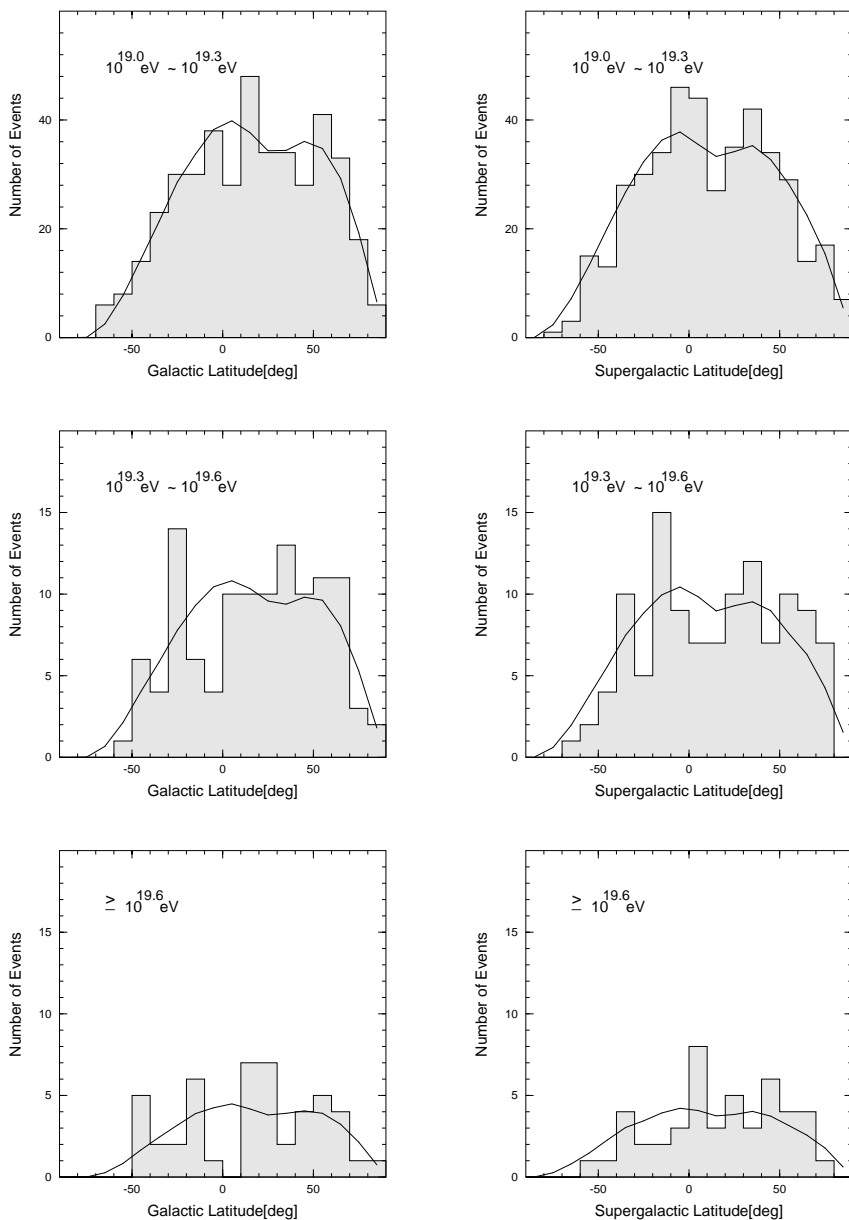 10^19.0 eV ~ 10^19.3 eV
Number of Events
40
20
0
-50 0 50
Galactic Latitude[deg]
10^19.0 eV ~ 10^19.3 eV
Number of Events
40
20
0
-50 0 50
Supergalactic Latitude[deg]
10^19.3 eV ~ 10^19.6 eV
Number of Events
15
10
5
0
-50 0 50
Galactic Latitude[deg]
10^19.3 eV ~ 10^19.6 eV
Number of Events
15
10
5
0
-50 0 50
Supergalactic Latitude[deg]
≥ 10^19.6 eV
Number of Events
15
10
5
0
-50 0 50
Galactic Latitude[deg]
≥ 10^19.6 eV
Number of Events
15
10
5
0
-50 0 50
Supergalactic Latitude[deg]